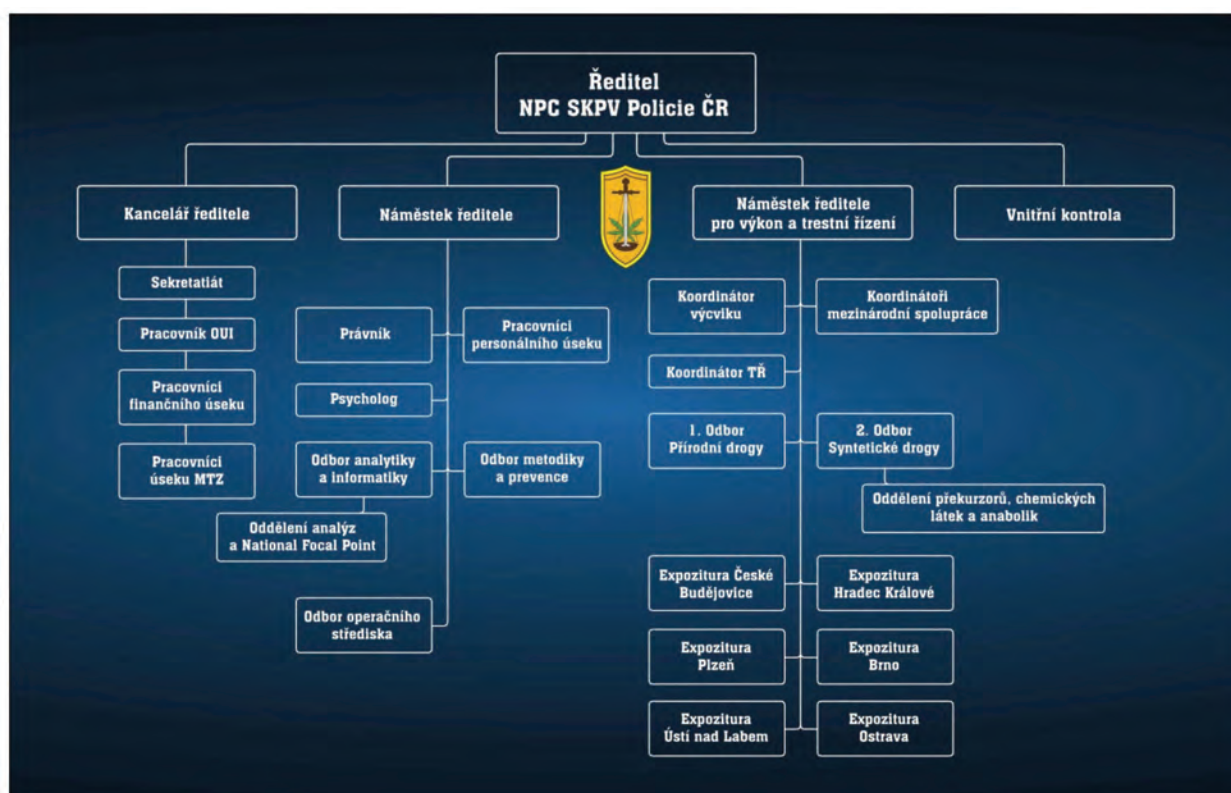 Ředitel
NPC SKPV Policie ČR
Kancelář ředitele
Náměstek ředitele
Náměstek ředitele
pro výkon a trestní řízení
Vnitřní kontrola
Sekretatiát
Pracovník OUI
Pracovníci
finančního úseku
Pracovníci
úseku MTZ
Právník
Pracovníci
personálního úseku
Psycholog
Odbor analytiky
a informatiky
Odbor metodiky
a prevence
Oddělení analýz
a National Focal Point
Odbor operačního
střediska
Koordinátor
výcviku
Koordinátoři
mezinárodní spolupráce
Koordinátor TŘ
1. Odbor
Přírodní drogy
2. Odbor
Syntetické drogy
Oddělení překurzorů, chemických
látek a anabolik
Expozitura České
Budějovice
Expozitura
Hradec Králové
Expozitura
Plzeň
Expozitura
Brno
Expozitura
Ústí nad Labem
Expozitura
Ostrava